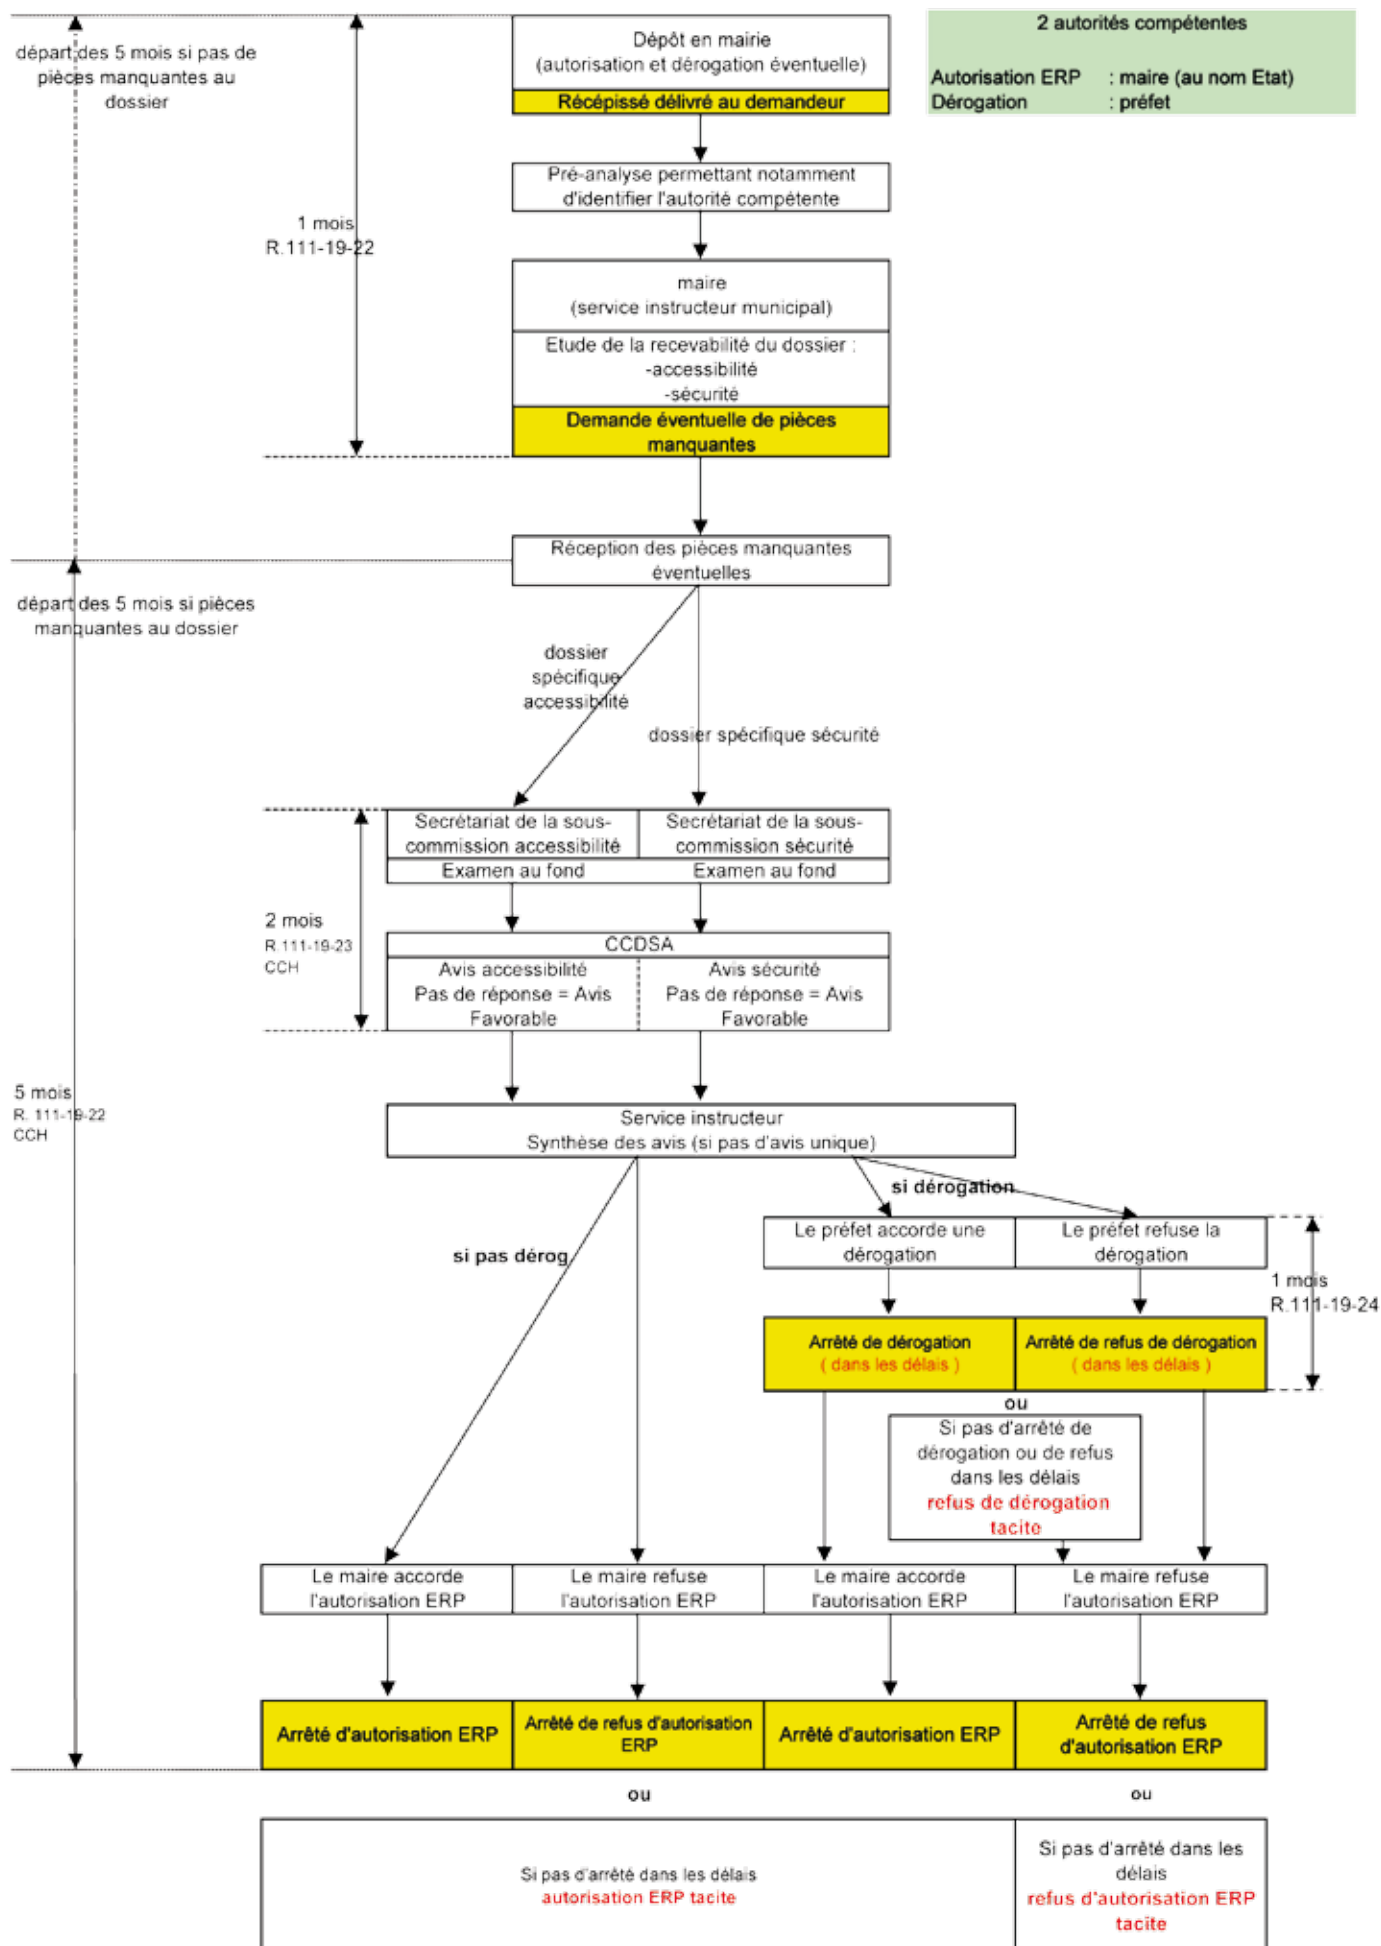 départ des 5 mois si pas de
pièces manquantes au
dossier
Dépôt en mairie
(autorisation et dérogation éventuelle)
Récépissé délivré au demandeur
2 autorités compétentes
Autorisation ERP : maire (au nom Etat)
Dérogation : préfet
Pré-analyse permettant notamment
d'identifier l'autorité compétente
1 mois
R.111-19-22
maire
(service instructeur municipal)
Etude de la recevabilité du dossier :
-accessibilité
-sécurité
Demande éventuelle de pièces
manquantes
Réception des pièces manquantes
éventuelles
départ des 5 mois si pièces
manquantes au dossier
dossier
spécifique
accessibilité
dossier spécifique sécurité
Secrétariat de la sous-
commission accessibilité
Secrétariat de la sous-
commission sécurité
Examen au fond
Examen au fond
2 mois
R.111-19-23
CCH
CCDSA
Avis accessibilité
Pas de réponse = Avis
Favorable
Avis sécurité
Pas de réponse = Avis
Favorable
5 mois
R. 111-19-22
CCH
Service instructeur
Synthèse des avis (si pas d'avis unique)
si dérogation
si pas dérog
Le préfet accorde une
dérogation
Le préfet refuse la
dérogation
1 mois
R.111-19-24
Arrêté de dérogation
( dans les délais )
Arrêté de refus de dérogation
( dans les délais )
ou
Si pas d'arrêté de
dérogation ou de refus
dans les délais
refus de dérogation
tacite
Le maire accorde
l'autorisation ERP
Le maire refuse
l'autorisation ERP
Le maire accorde
l'autorisation ERP
Le maire refuse
l'autorisation ERP
Arrêté d'autorisation ERP
Arrêté de refus d'autorisation
ERP
Arrêté d'autorisation ERP
Arrêté de refus
d'autorisation ERP
ou
ou
Si pas d'arrêté dans les délais
autorisation ERP tacite
Si pas d'arrêté dans les
délais
refus d'autorisation ERP
tacite